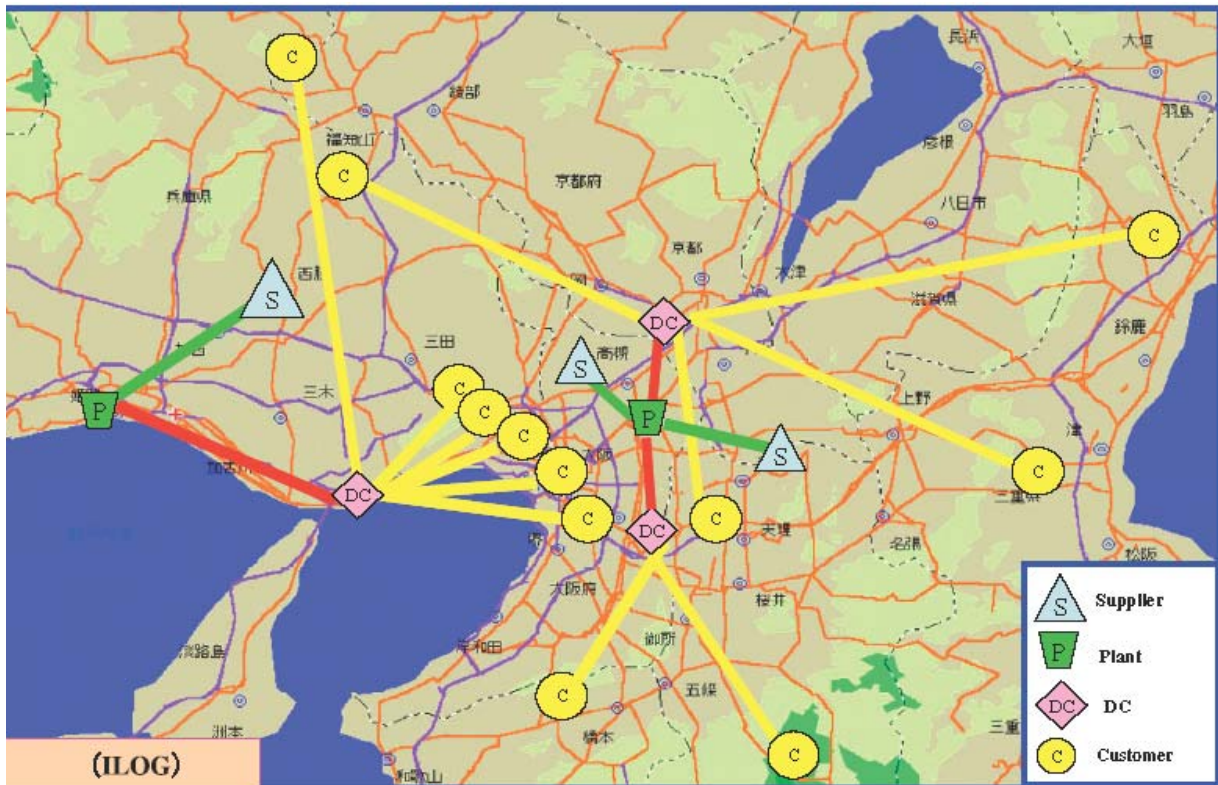 長浜
大垣
C
綾部
羽島
福知山
彦根
C
京都府
兵庫県
八日市
C
京都
大津
S
西脇
滋賀県
DC
鈴鹿
三田
高槻
S
C
三木
上野
P
C
P
津
C
大阪
S
C
C
加古川
DC
三重県
C
C
DC
天理
堺
名張
松阪
大阪府
桜井
S
Supplier
岸和田
御所
淡路島
P
Plant
C
五條
DC
DC
洲本
橋本
三重
C
C
Customer
(ILOG)
和歌山